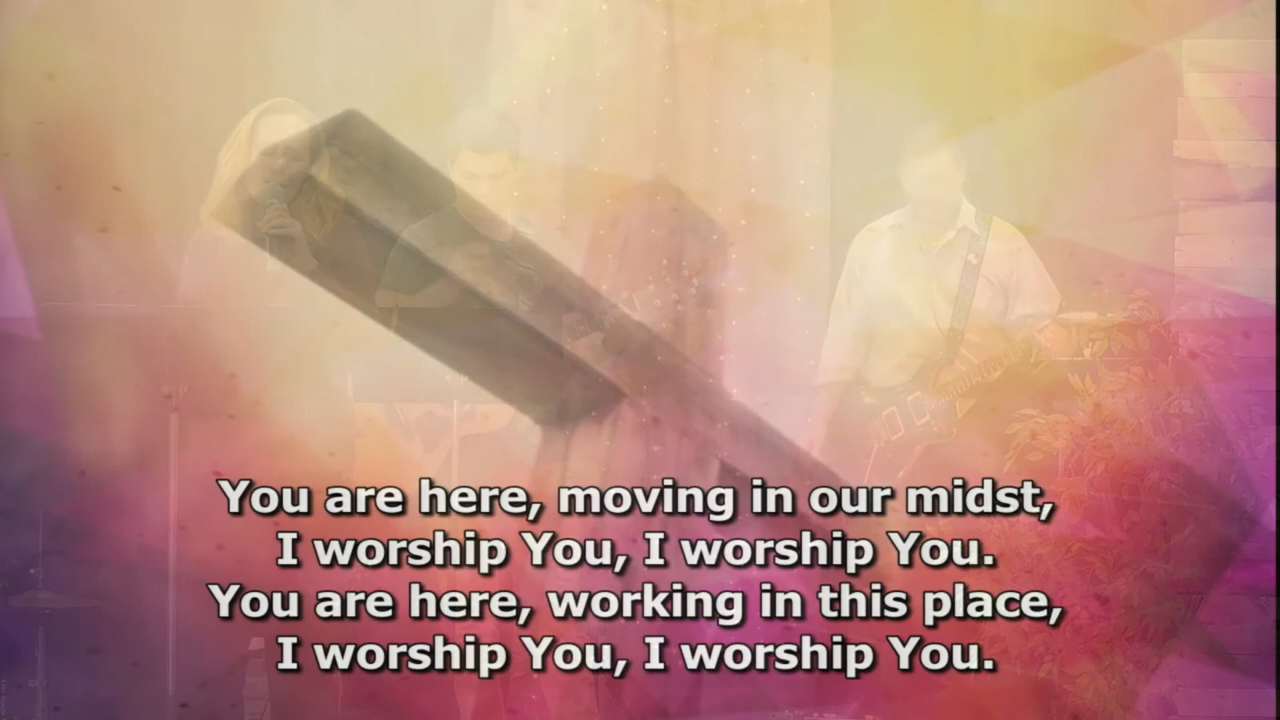 You are here, moving in our midst,
I worship You, I worship You.
You are here, working in this place,
I worship You, I worship You.